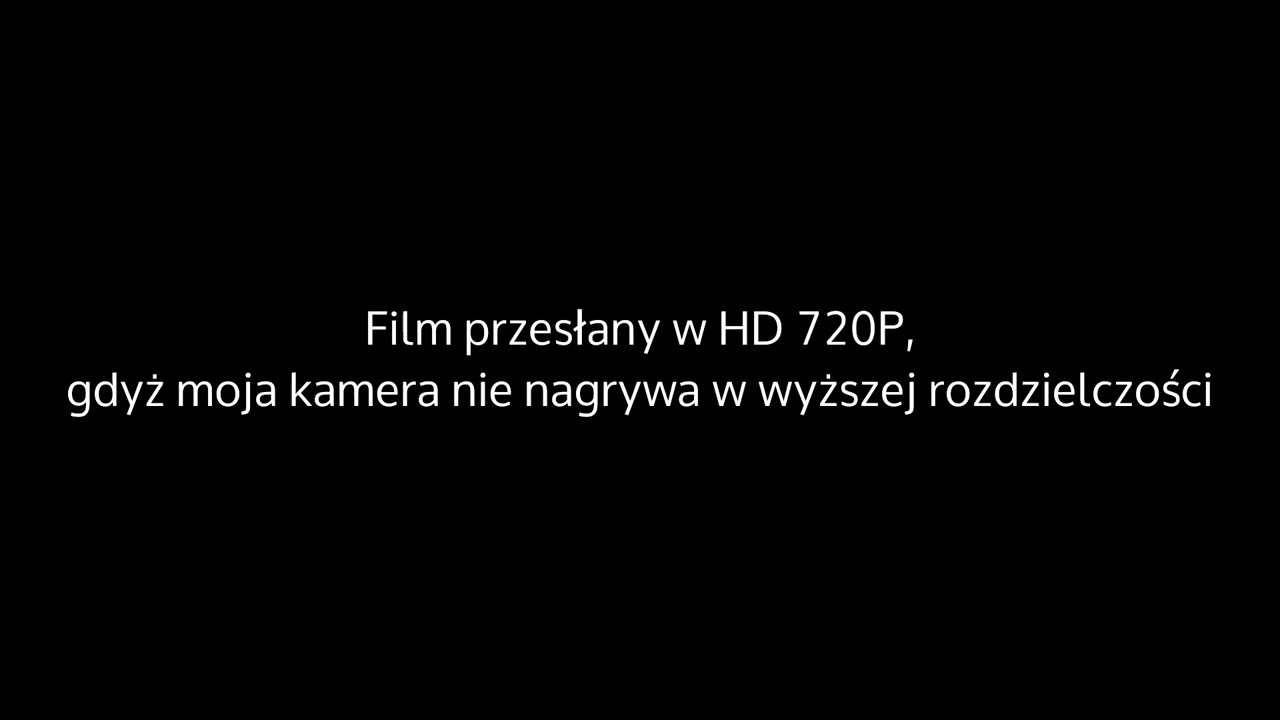 Film przesłany w HD 720P,
gdyż moja kamera nie nagrywa w wyższej rozdzielczości